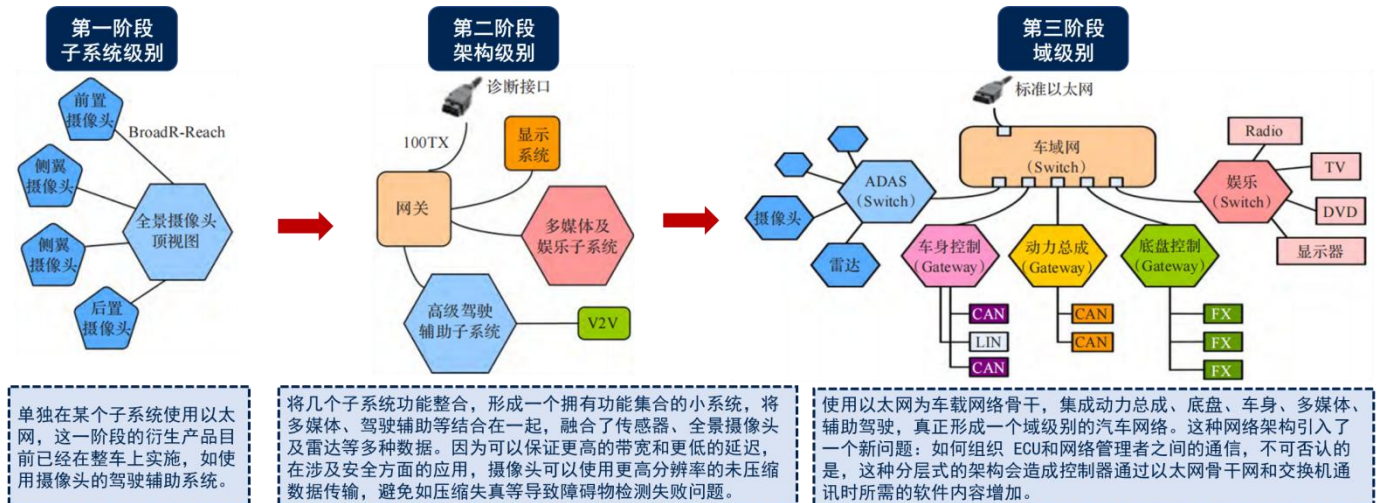 第一阶段
子系统级别
前置
摄像头
BroadR-Reach
侧翼
摄像头
全景摄像头
顶视图
侧翼
摄像头
后置
摄像头
单独在某个子系统使用以太
网，这一阶段的衍生产品目
前已经在整车上实施，如使
用摄像头的驾驶辅助系统。
第二阶段
架构级别
诊断接口
100TX
显示
系统
网关
多媒体及
娱乐子系统
高级驾驶
辅助子系统
V2V
将几个子系统功能整合，形成一个拥有功能集合的小系统，将
多媒体、驾驶辅助等结合在一起，融合了传感器、全景摄像头
及雷达等多种数据。因为可以保证更高的带宽和更低的延迟，
在涉及安全方面的应用，摄像头可以使用更高分辨率的未压缩
数据传输，避免如压缩失真等导致障碍物检测失败问题。
第三阶段
域级别
标准以太网
车域网
(Switch)
ADAS
(Switch)
摄像头
雷达
娱乐
(Switch)
Radio
TV
DVD
显示器
车身控制
(Gateway)
动力总成
(Gateway)
底盘控制
(Gateway)
CAN
LIN
CAN
CAN
CAN
FX
FX
FX
使用以太网为车载网络骨干，集成动力总成、底盘、车身、多媒体、
辅助驾驶，真正形成一个域级别的汽车网络。这种网络架构引入了
一个新问题：如何组织 ECU和网络管理者之间的通信，不可否认的
是，这种分层式的架构会造成控制器通过以太网骨干网和交换机通
讯时所需的软件内容增加。